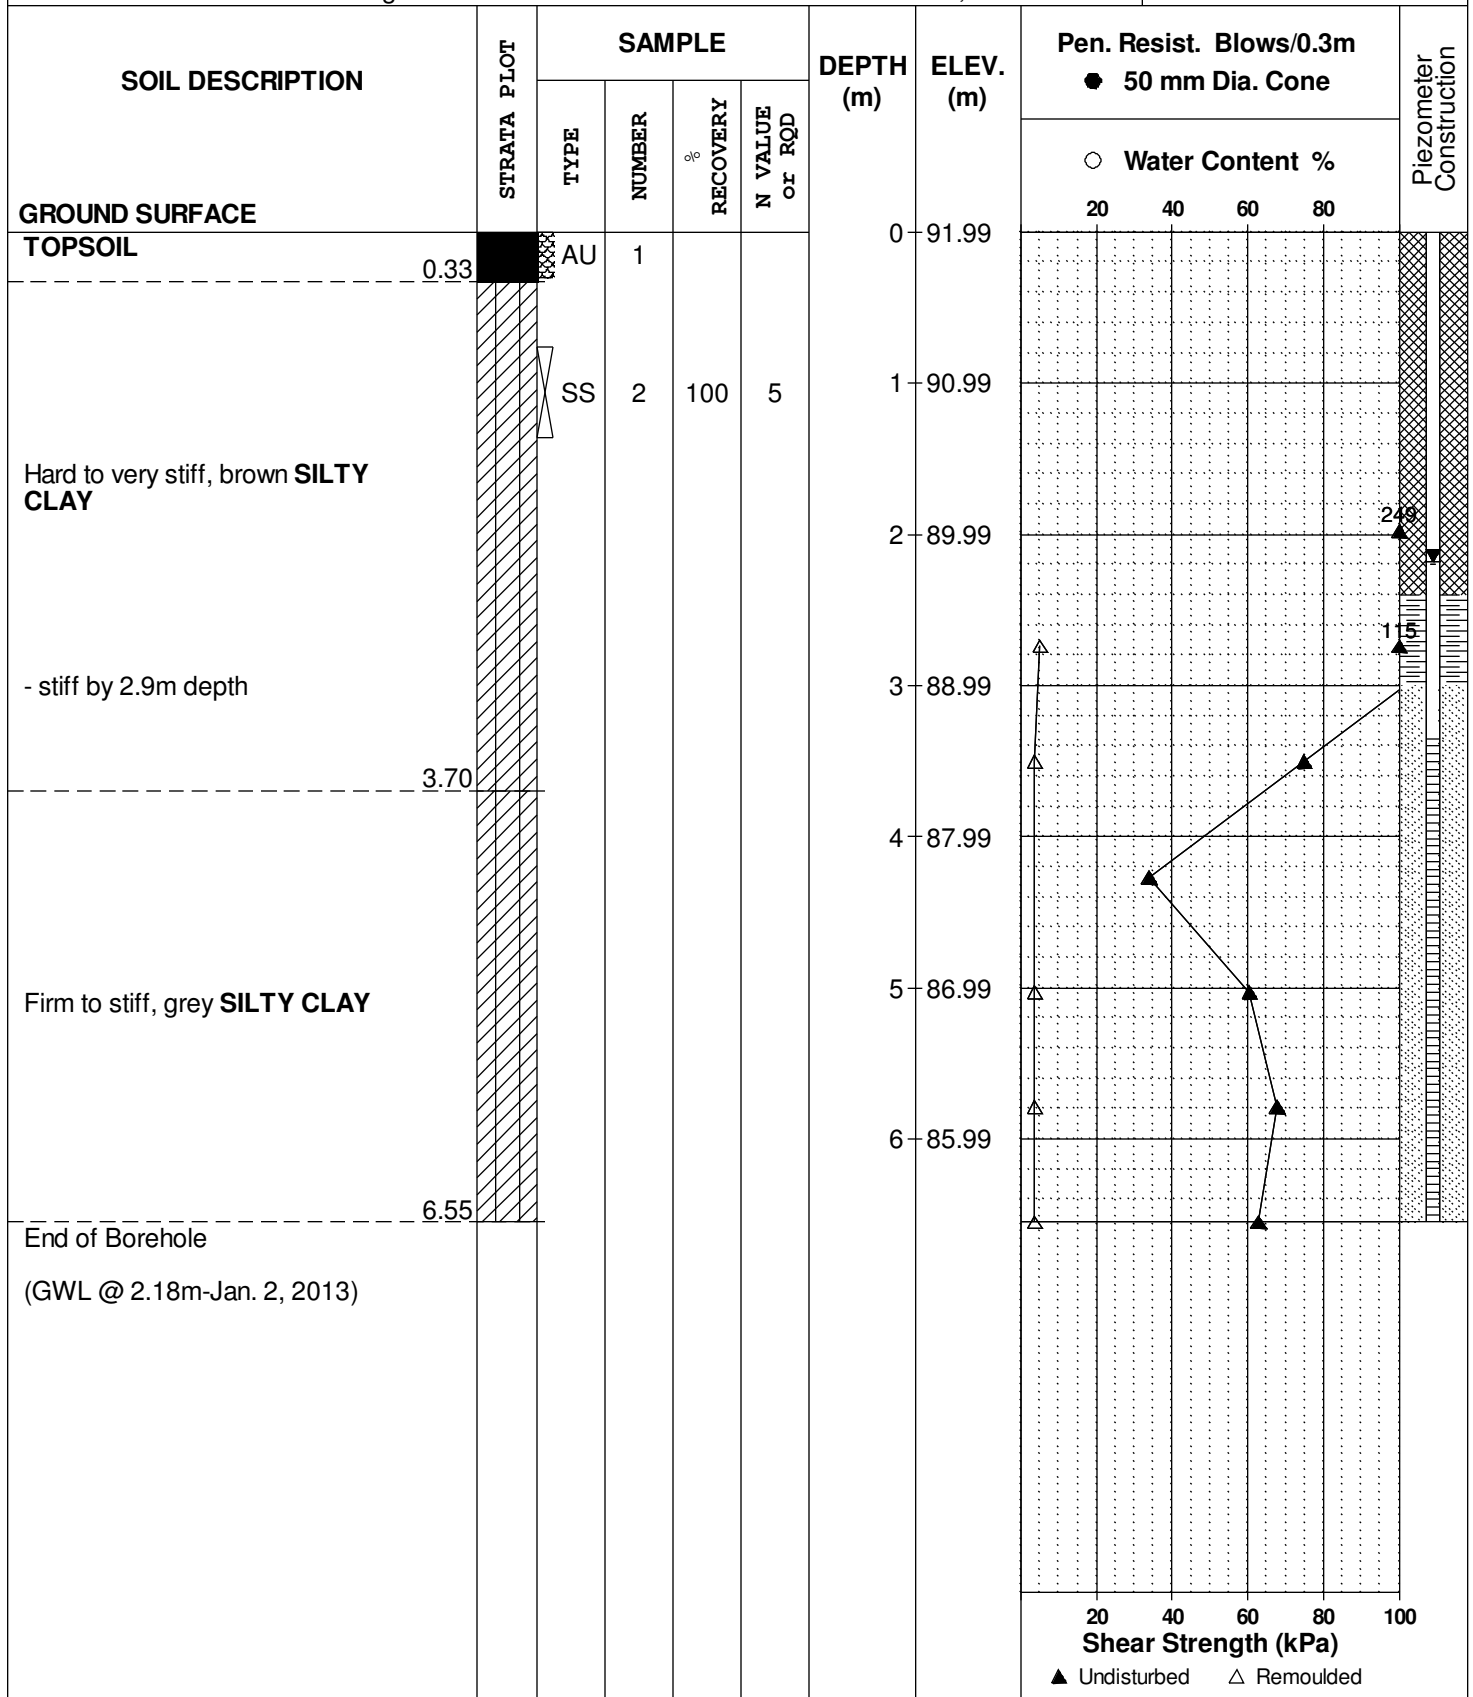 SOIL DESCRIPTION
GROUND SURFACE
STRATA PLOT
SAMPLE
TYPE
NUMBER
% RECOVERY
N VALUE or RQD
DEPTH (m)
ELEV. (m)
Pen. Resist. Blows/0.3m
● 50 mm Dia. Cone
○ Water Content %
20 40 60 80
Piezometer Construction
TOPSOIL
0.33
AU 1
0 91.99
SS 2 100 5
1 90.99
Hard to very stiff, brown SILTY
CLAY
249
2 89.99
115
- stiff by 2.9m depth
3 88.99
3.70
4 87.99
Firm to stiff, grey SILTY CLAY
5 86.99
6 85.99
6.55
End of Borehole
(GWL @ 2.18m-Jan. 2, 2013)
20 40 60 80 100
Shear Strength (kPa)
▲ Undisturbed △ Remoulded